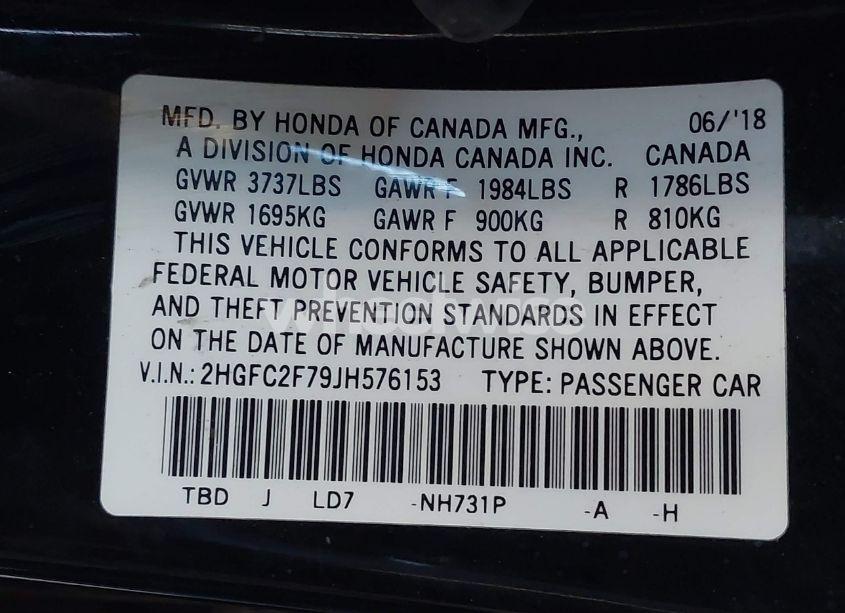 MFD. BY HONDA OF CANADA MFG., 06/'18
A DIVISION OF HONDA CANADA INC. CANADA
GVWR 3737LBS GAWR F 1984LBS R 1786LBS
GVWR 1695KG GAWR F 900KG R 810KG
THIS VEHICLE CONFORMS TO ALL APPLICABLE
FEDERAL MOTOR VEHICLE SAFETY, BUMPER,
AND THEFT PREVENTION STANDARDS IN EFFECT
ON THE DATE OF MANUFACTURE SHOWN ABOVE.
V.I.N.: 2HGFC2F79JH576153 TYPE: PASSENGER CAR
TBD J LD7 -NH731P -A -H